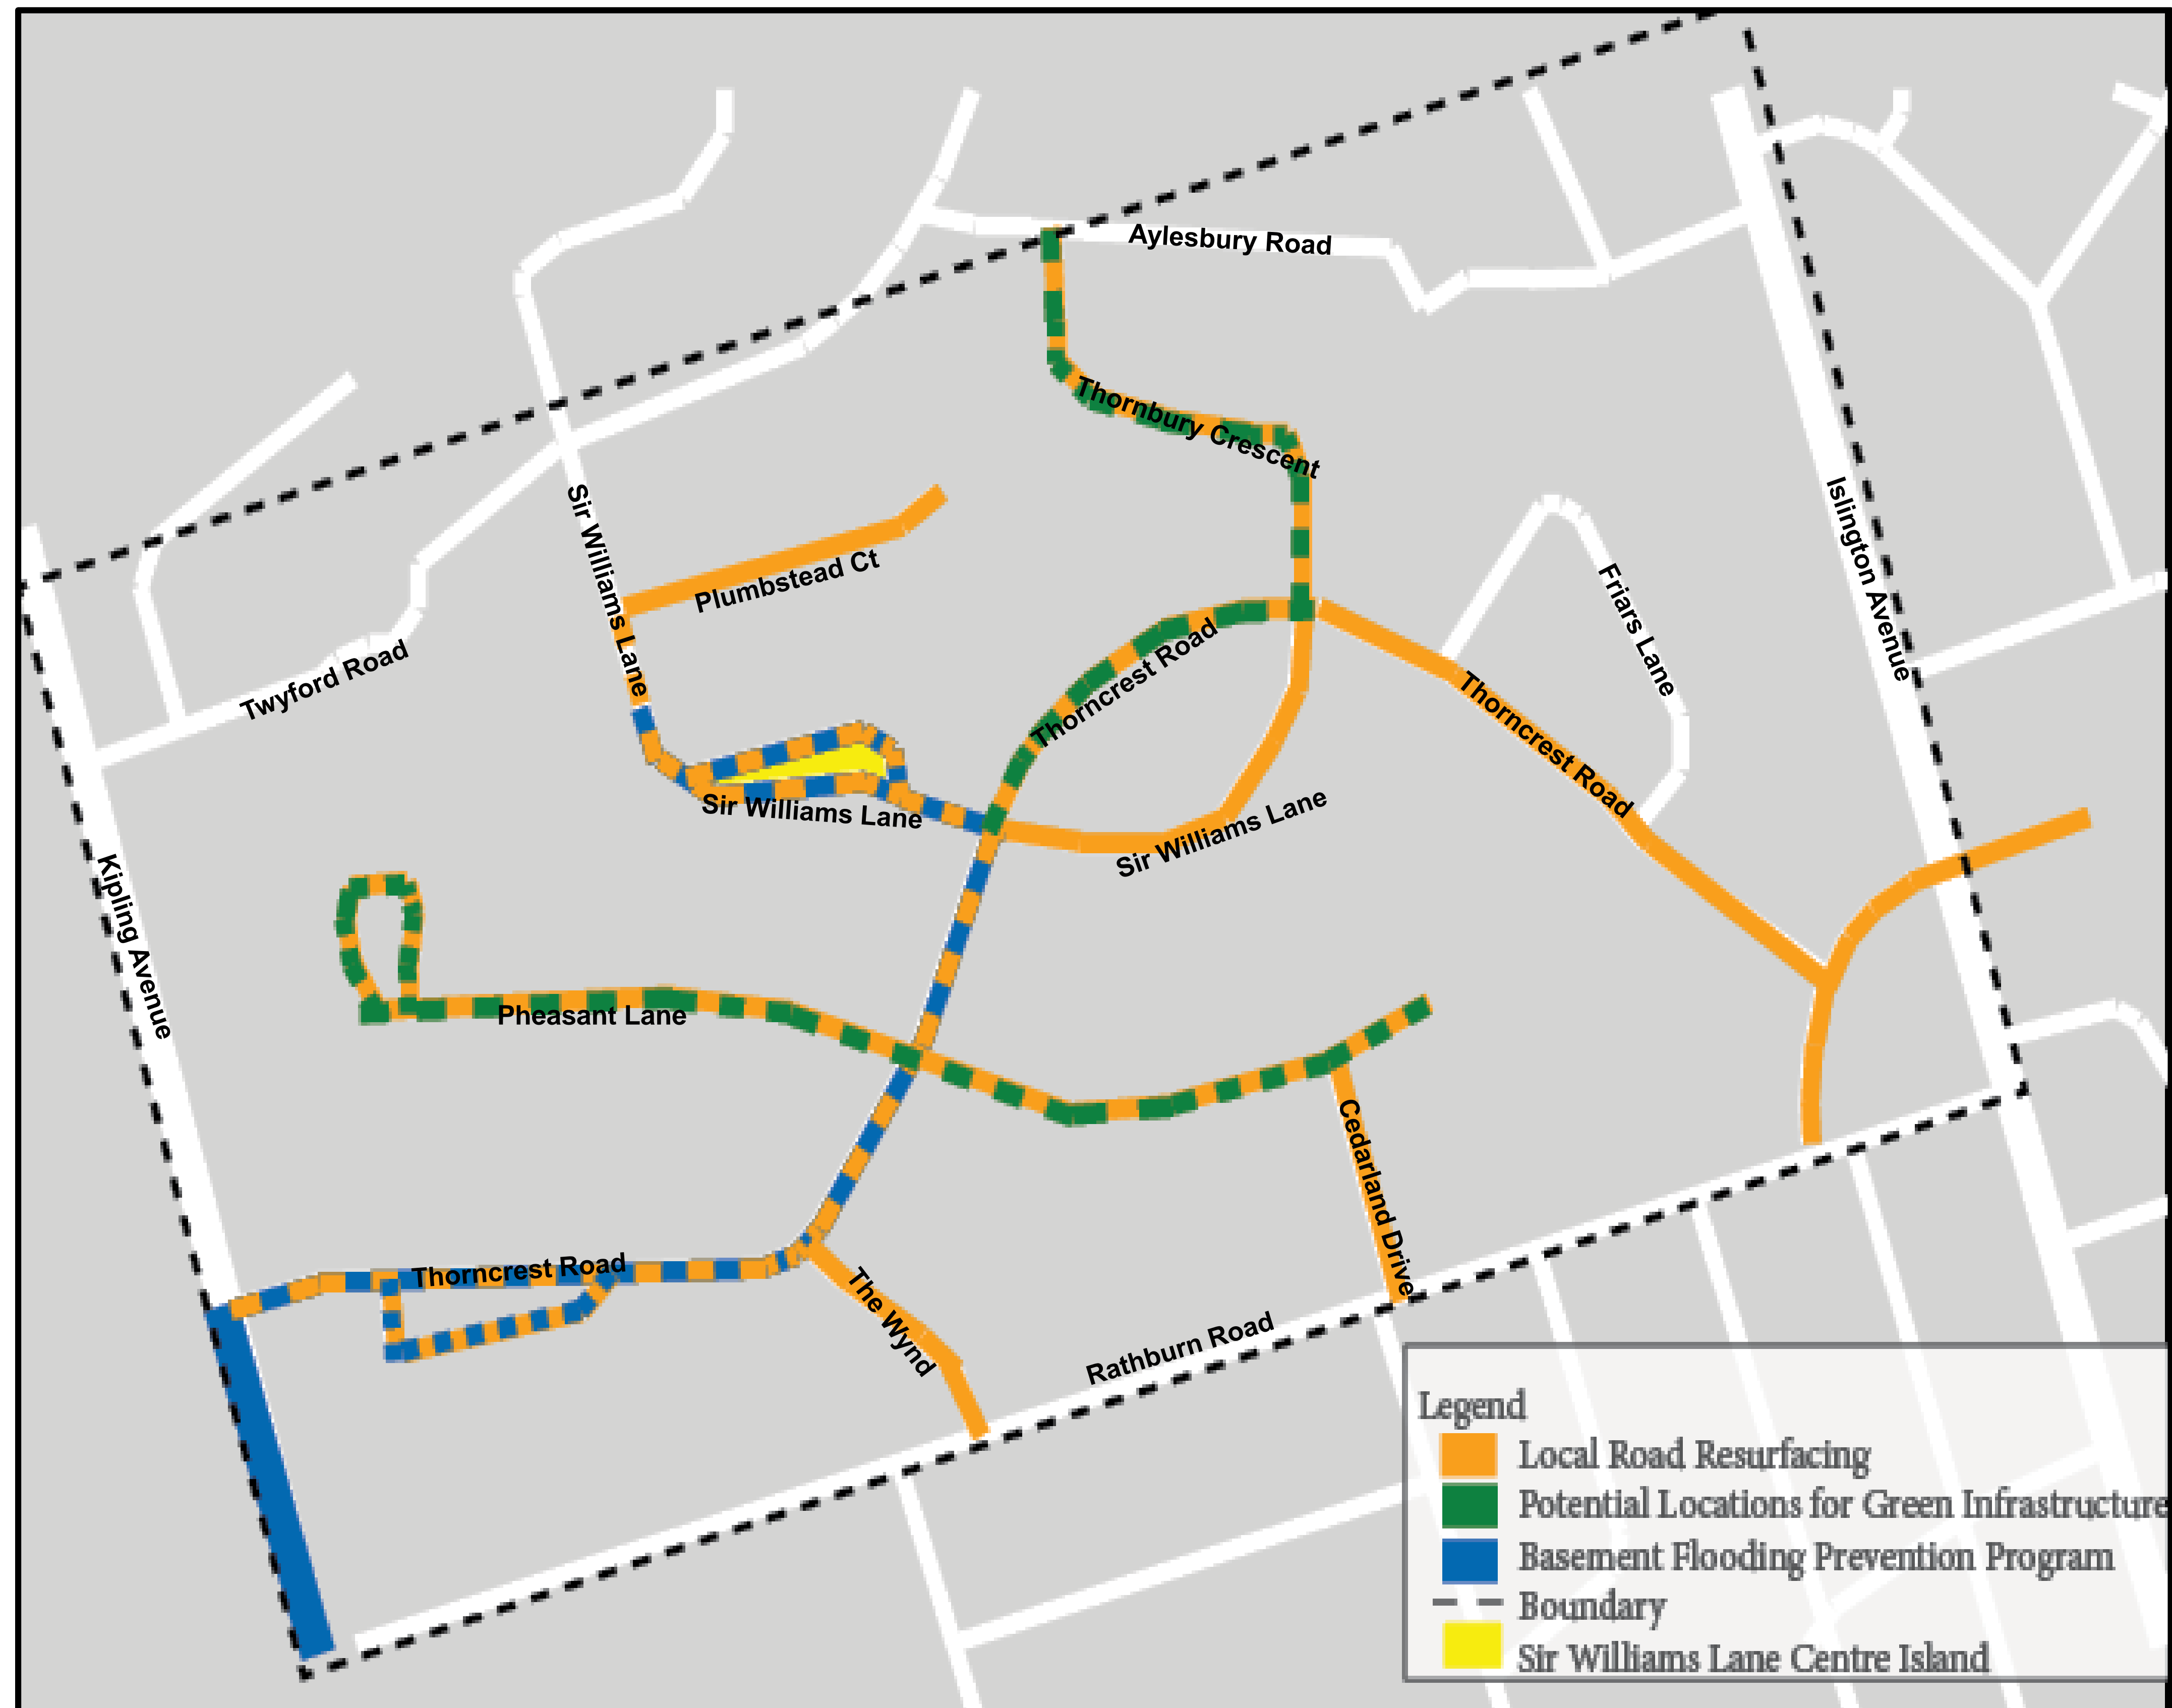 Aylesbury Road
Thornbury Crescent
Sir Williams Lane
Plumbstead Ct
Islington Avenue
Friars Lane
Twyford Road
Thorncrest Road
Thorncrest Road
Sir Williams Lane
Sir Williams Lane
Kipling Avenue
Pheasant Lane
Cedarland Drive
Thorncrest Road
The Wynd
Rathburn Road
Legend
Local Road Resurfacing
Potential Locations for Green Infrastructure
Basement Flooding Prevention Program
Boundary
Sir Williams Lane Centre Island